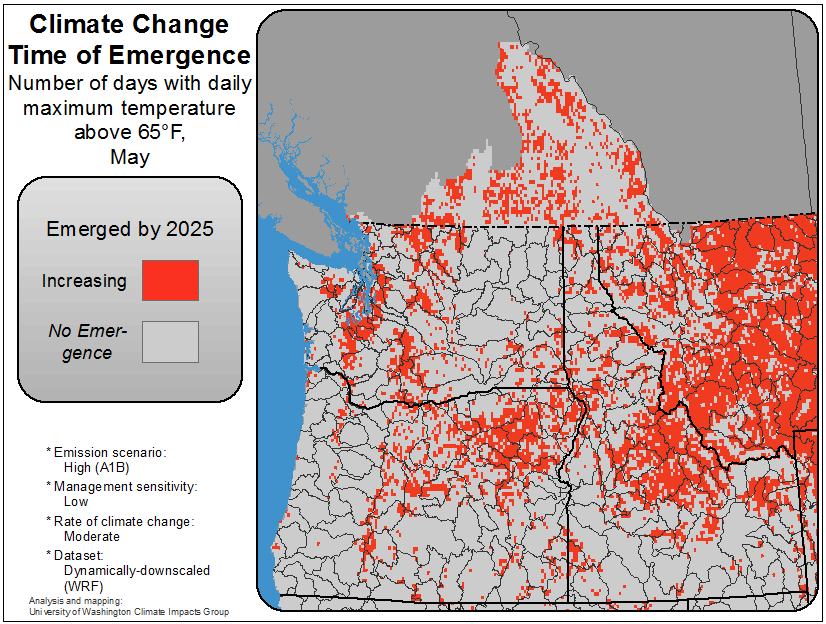 Climate Change
Time of Emergence
Number of days with daily
maximum temperature
above 65°F,
May
Emerged by 2025
Increasing
No Emer-
gence
* Emission scenario:
High (A1B)
* Management sensitivity:
Low
* Rate of climate change:
Moderate
* Dataset:
Dynamically-downscaled
(WRF)
Analysis and mapping:
University of Washington Climate Impacts Group